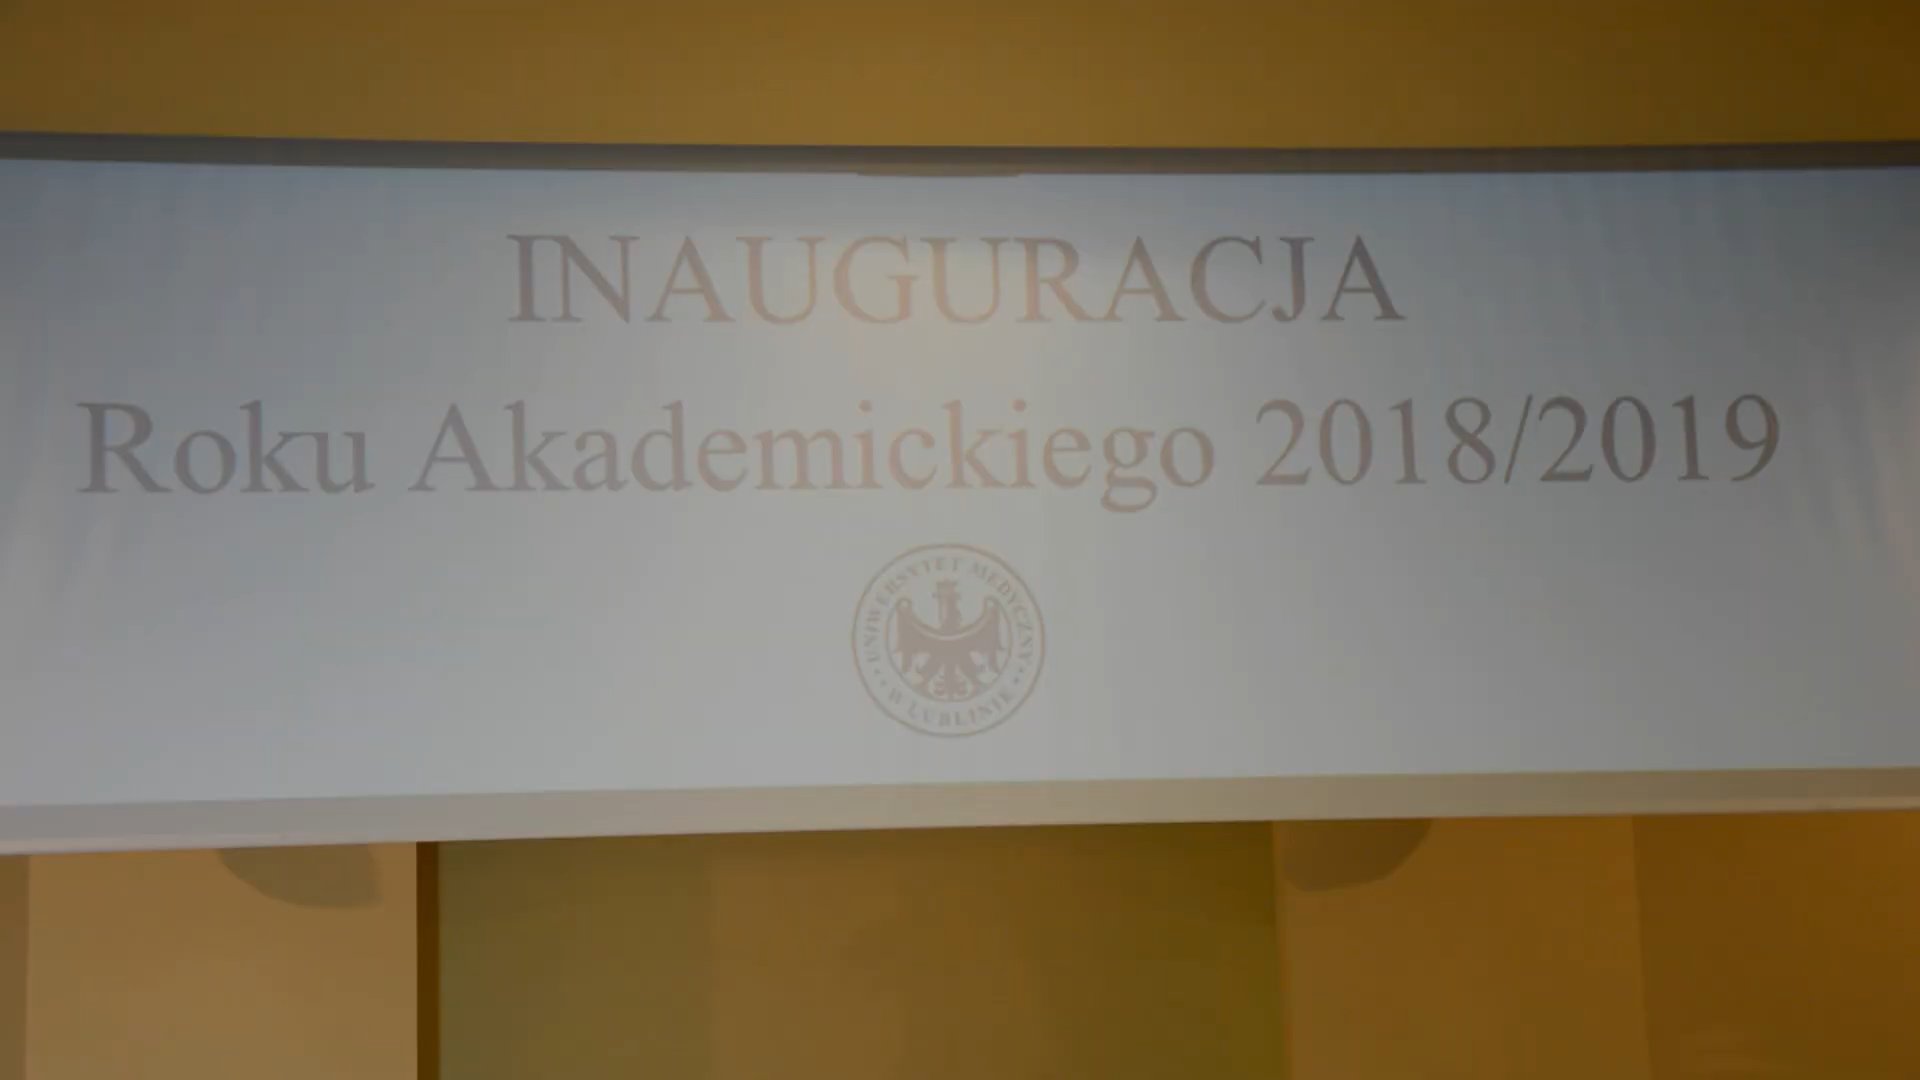 INAUGURACJA
Roku Akademickiego 2018/2019
UNIWERSYTET MEDYCZNY
W LUBLINIE